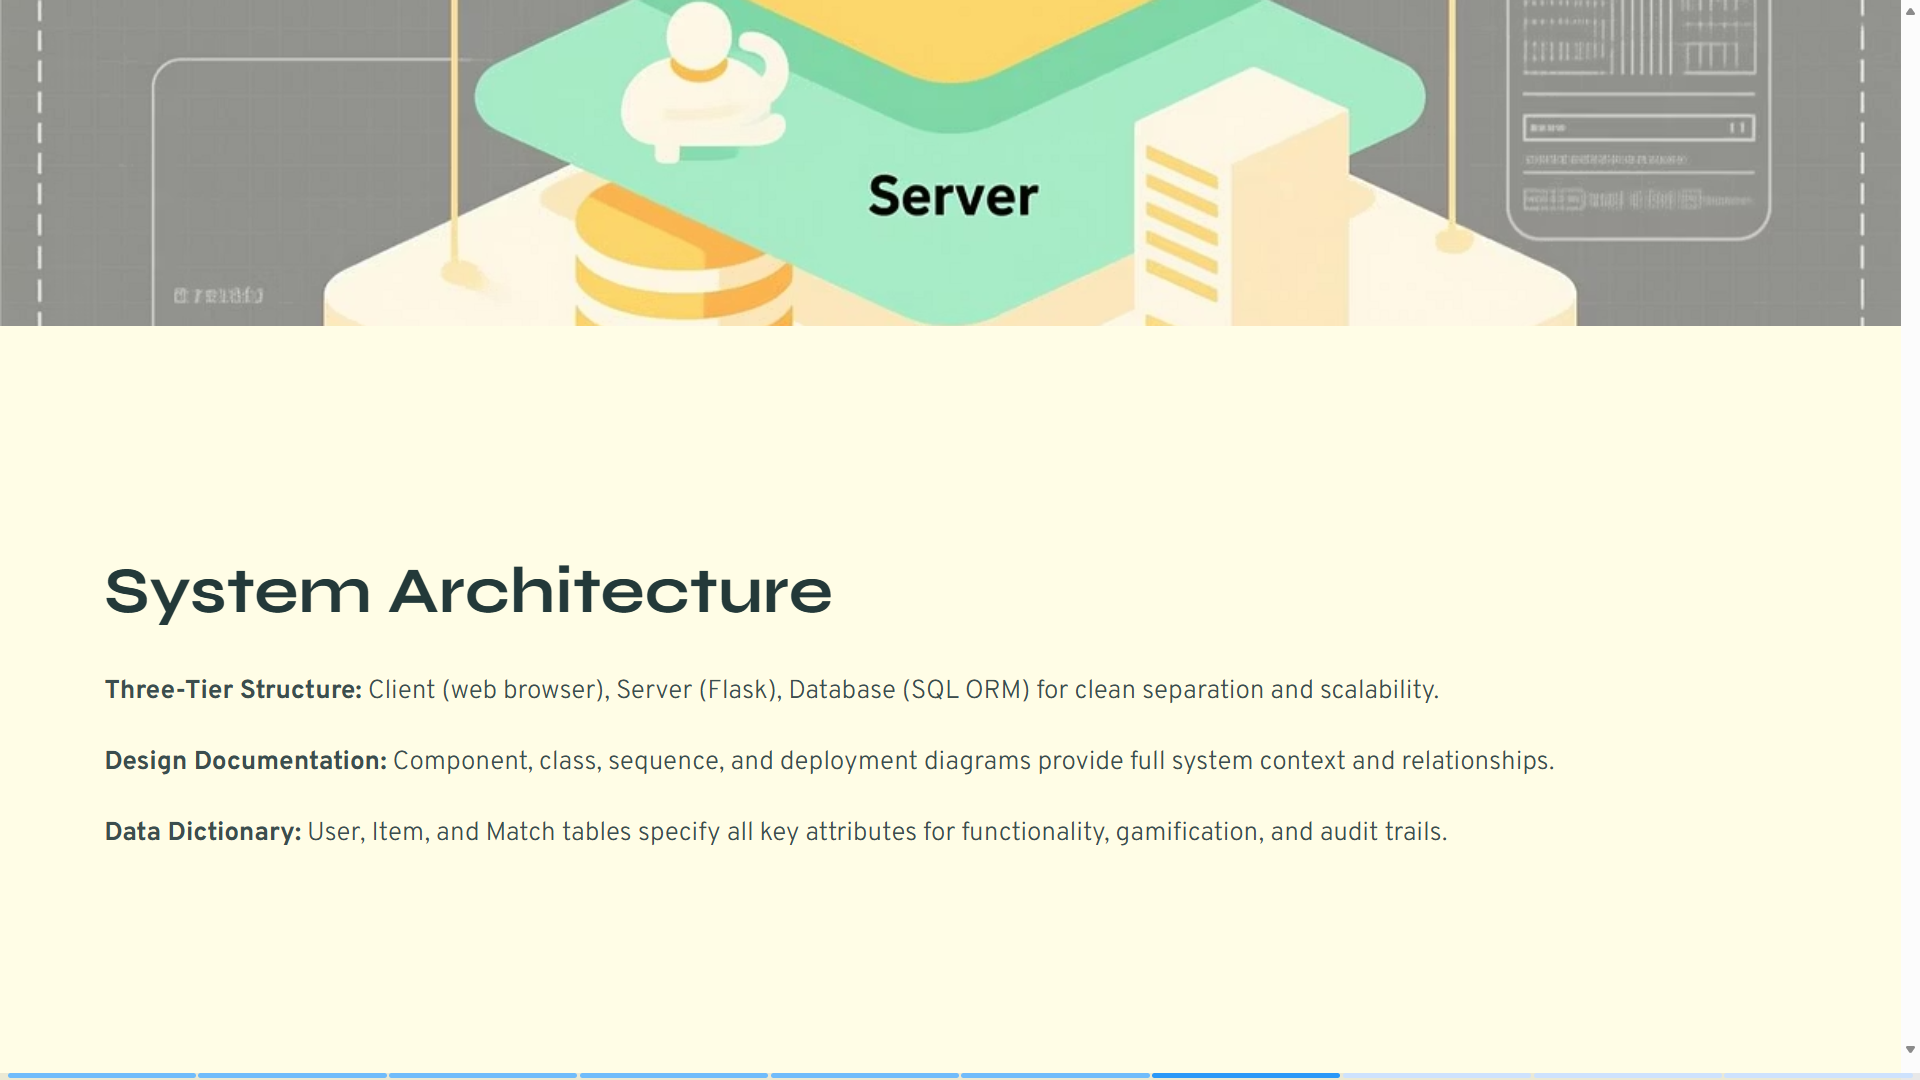 Server
System Architecture
Three-Tier Structure: Client (web browser), Server (Flask), Database (SQL ORM) for clean separation and scalability.
Design Documentation: Component, class, sequence, and deployment diagrams provide full system context and relationships.
Data Dictionary: User, Item, and Match tables specify all key attributes for functionality, gamification, and audit trails.